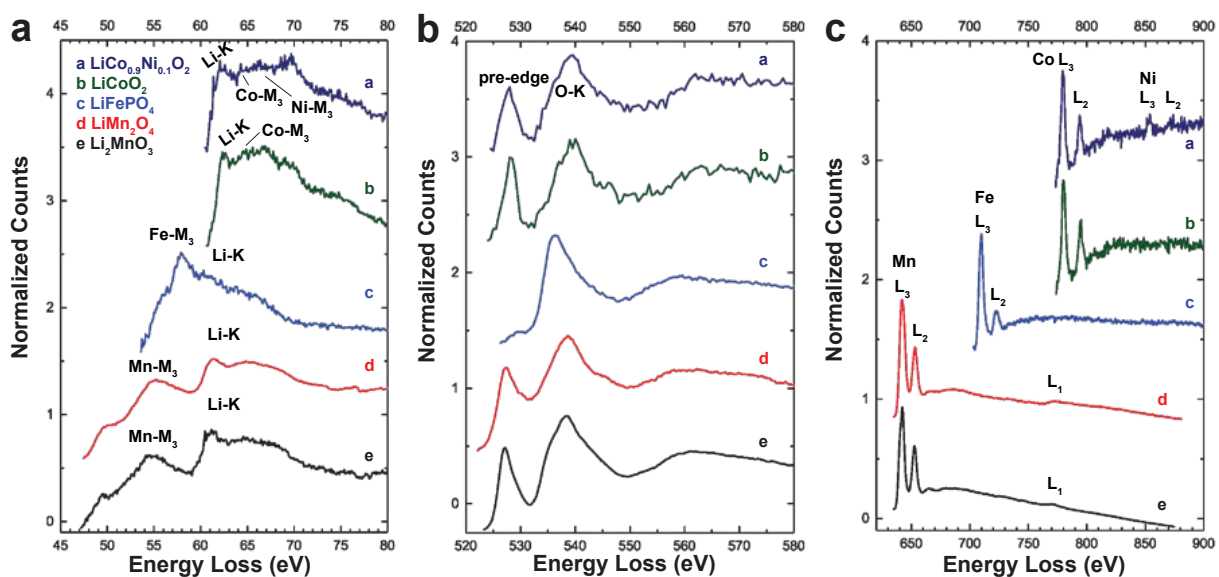 a
45 50 55 60 65 70 75 80
a LiCo₀.₉Ni₀.₁O₂
b LiCoO₂
c LiFePO₄
d LiMn₂O₄
e Li₂MnO₃
Li-K
Co-M₃
Ni-M₃
a
Li-K
Co-M₃
b
Fe-M₃
Li-K
c
Li-K
Mn-M₃
d
Li-K
Mn-M₃
e
4
3
2
1
0
Normalized Counts
45 50 55 60 65 70 75 80
Energy Loss (eV)
b
520 530 540 550 560 570 580
pre-edge
O-K
a
b
c
d
e
4
3
2
1
0
Normalized Counts
520 530 540 550 560 570 580
Energy Loss (eV)
c
650 700 750 800 850 900
Co L₃
L₂
Ni
L₃ L₂
a
b
Fe
L₃
L₂
c
Mn
L₃
L₂
L₁
d
L₁
e
4
3
2
1
0
Normalized Counts
650 700 750 800 850 900
Energy Loss (eV)